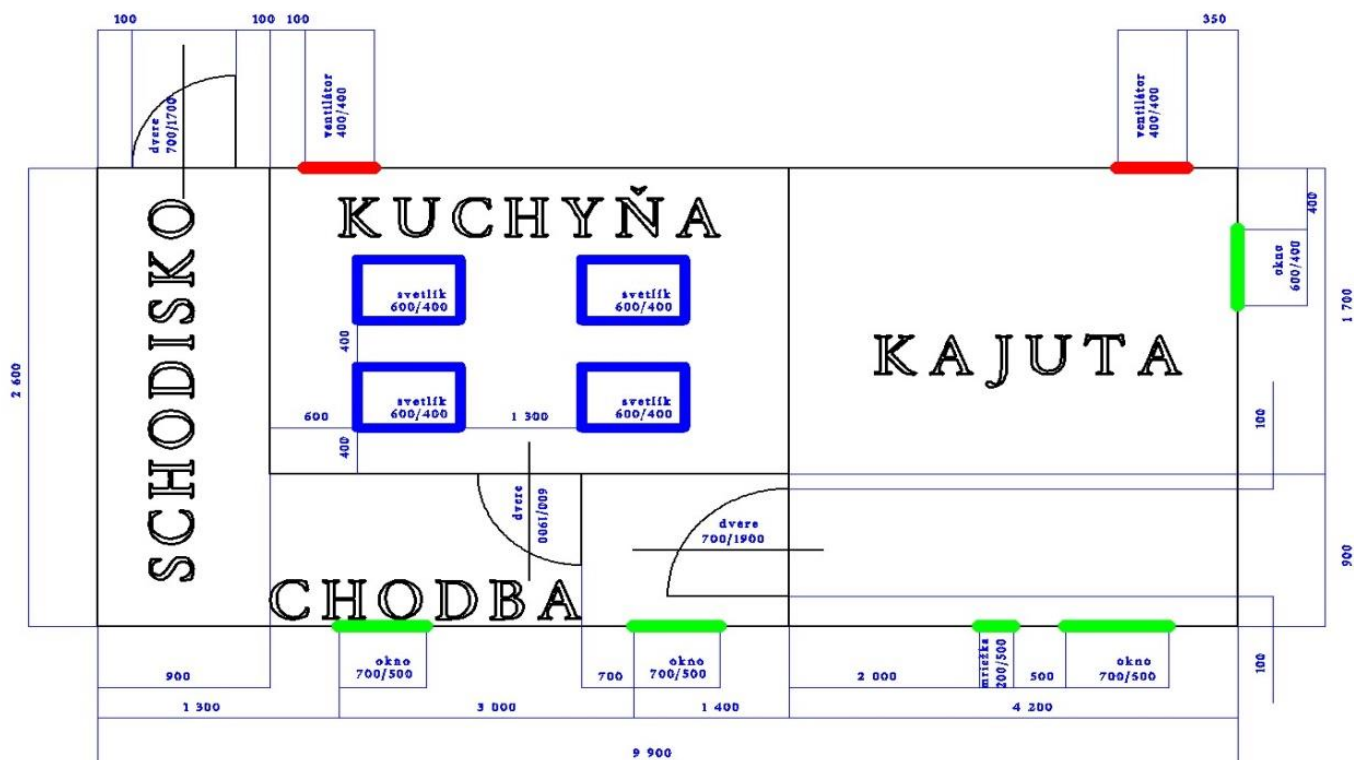 100
100 100
350
dvere
700/1700
ventilátor
400/400
ventilátor
400/400
400
okno
600/400
KUCHYŇA
SCHODISKO
svetlík
600/400
svetlík
600/400
400
KAJUTA
1 700
2 600
svetlík
600/400
svetlík
600/400
600
1 300
400
100
dvere
600/1900
dvere
700/1900
900
CHODBA
okno
700/500
okno
700/500
mriežka
200/500
okno
700/500
900
700
2 000
500
100
1 300
3 000
1 400
4 200
9 900